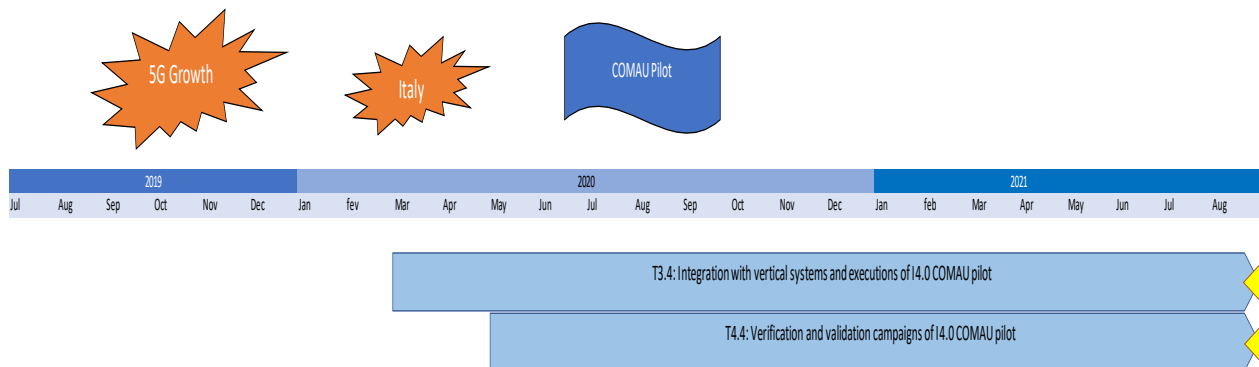 5G Growth
Italy
COMAU Pilot
2019 2020 2021
Jul Aug Sep Oct Nov Dec Jan fev Mar Apr May Jun Jul Aug Sep Oct Nov Dec Jan feb Mar Apr May Jun Jul Aug
T3.4: Integration with vertical systems and executions of I4.0 COMAU pilot
T4.4: Verification and validation campaigns of I4.0 COMAU pilot